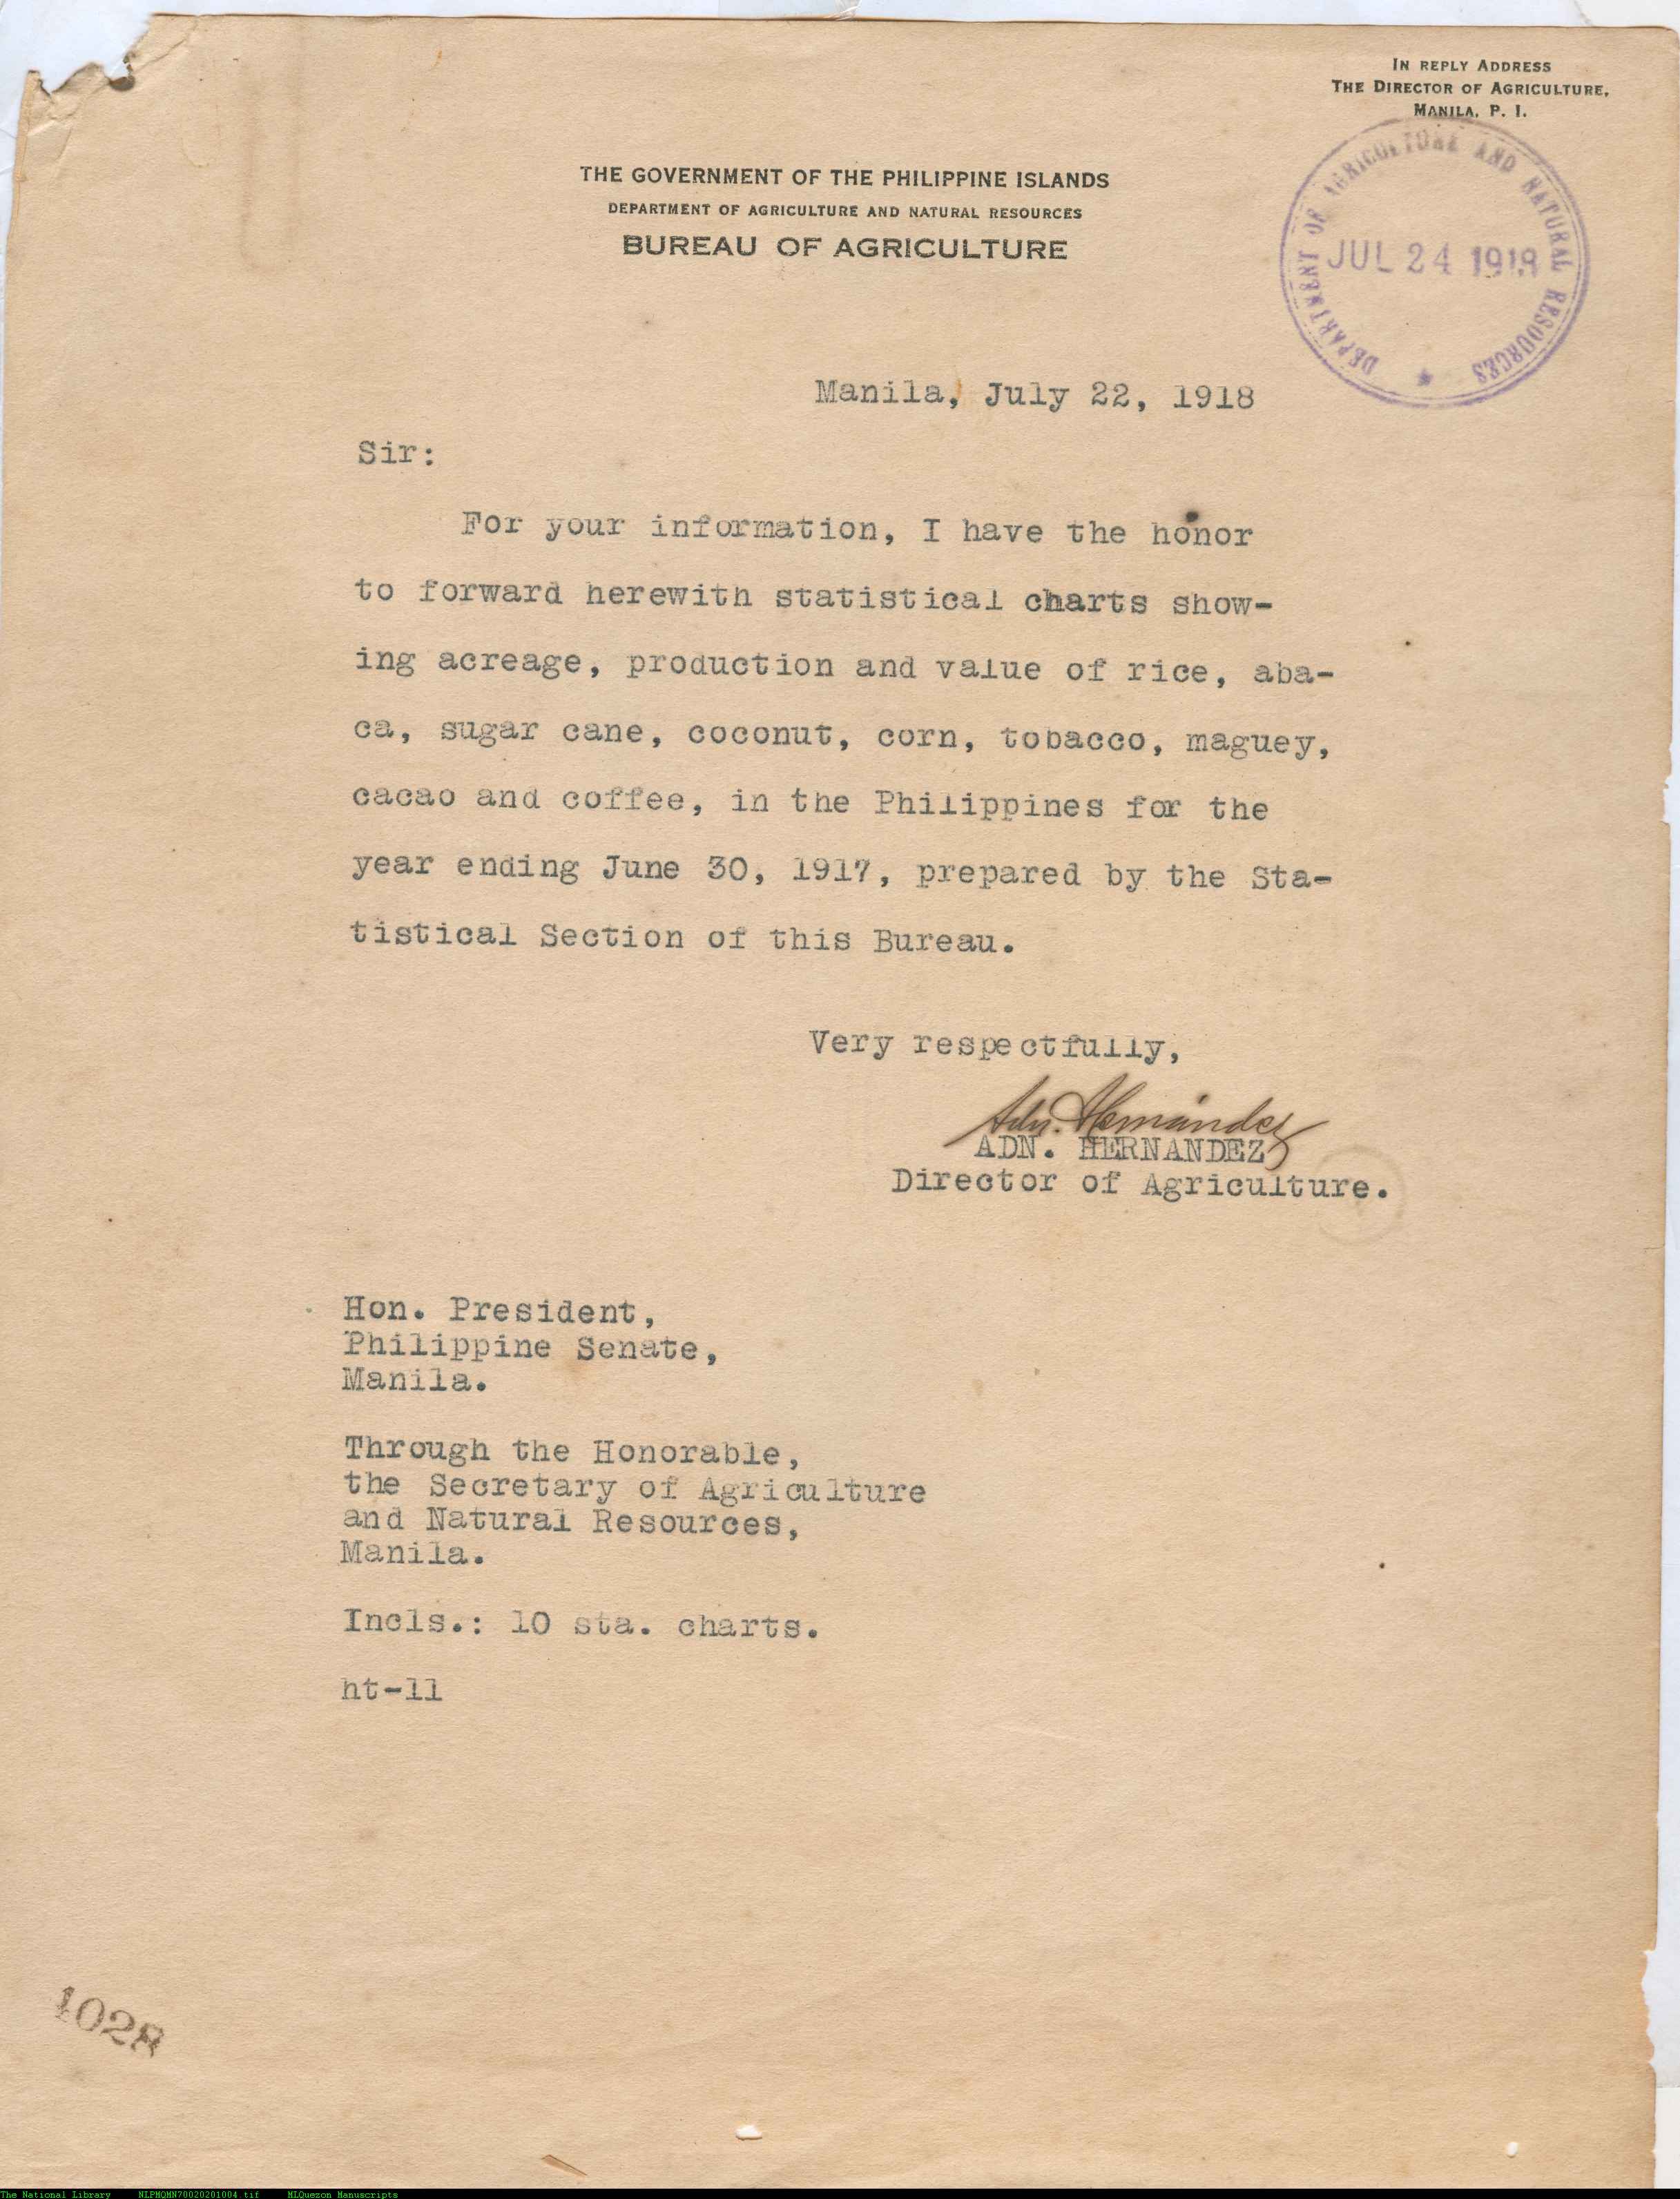 IN REPLY ADDRESS
THE DIRECTOR OF AGRICULTURE,
MANILA, P. I.
THE GOVERNMENT OF THE PHILIPPINE ISLANDS
DEPARTMENT OF AGRICULTURE AND NATURAL RESOURCES
BUREAU OF AGRICULTURE
DEPARTMENT OF AGRICULTURE AND NATURAL RESOURCES
JUL 24 1918
Manila, July 22, 1918
Sir:
For your information, I have the honor
to forward herewith statistical charts show-
ing acreage, production and value of rice, aba-
ca, sugar cane, coconut, corn, tobacco, maguey,
cacao and coffee, in the Philippines for the
year ending June 30, 1917, prepared by the Sta-
tistical Section of this Bureau.
Very respectfully,
Adn. Hernández
ADN. HERNANDEZ
Director of Agriculture.
Hon. President,
Philippine Senate,
Manila.
Through the Honorable,
the Secretary of Agriculture
and Natural Resources,
Manila.
Incls.: 10 sta. charts.
ht-11
1028
The National Library NLPMQMN70020201004.tif MLQuezon Manuscripts